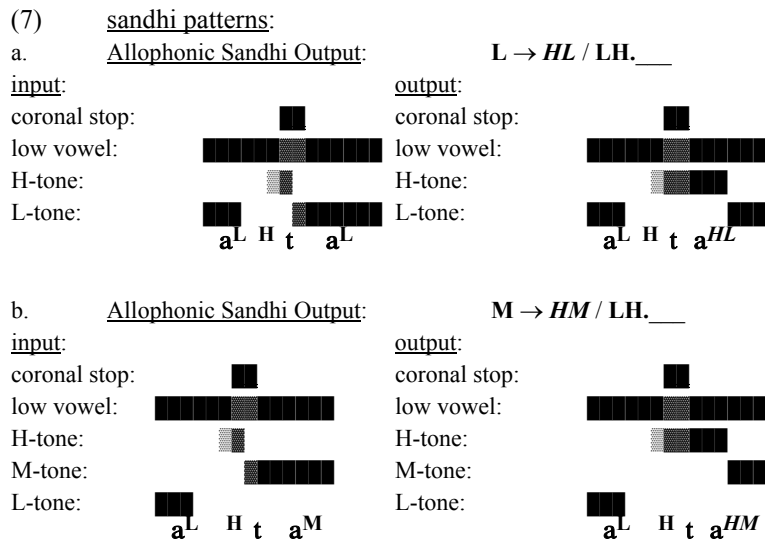 (7) sandhi patterns:
a. Allophonic Sandhi Output: L → HL / LH.___
input: output:
coronal stop: coronal stop:
low vowel: low vowel:
H-tone: H-tone:
L-tone: L-tone:
aᴸ ᴴ t aᴸ aᴸ ᴴ t aᴴᴸ
b. Allophonic Sandhi Output: M → HM / LH.___
input: output:
coronal stop: coronal stop:
low vowel: low vowel:
H-tone: H-tone:
M-tone: M-tone:
L-tone: L-tone:
aᴸ ᴴ t aᴹ aᴸ ᴴ t aᴴᴹ